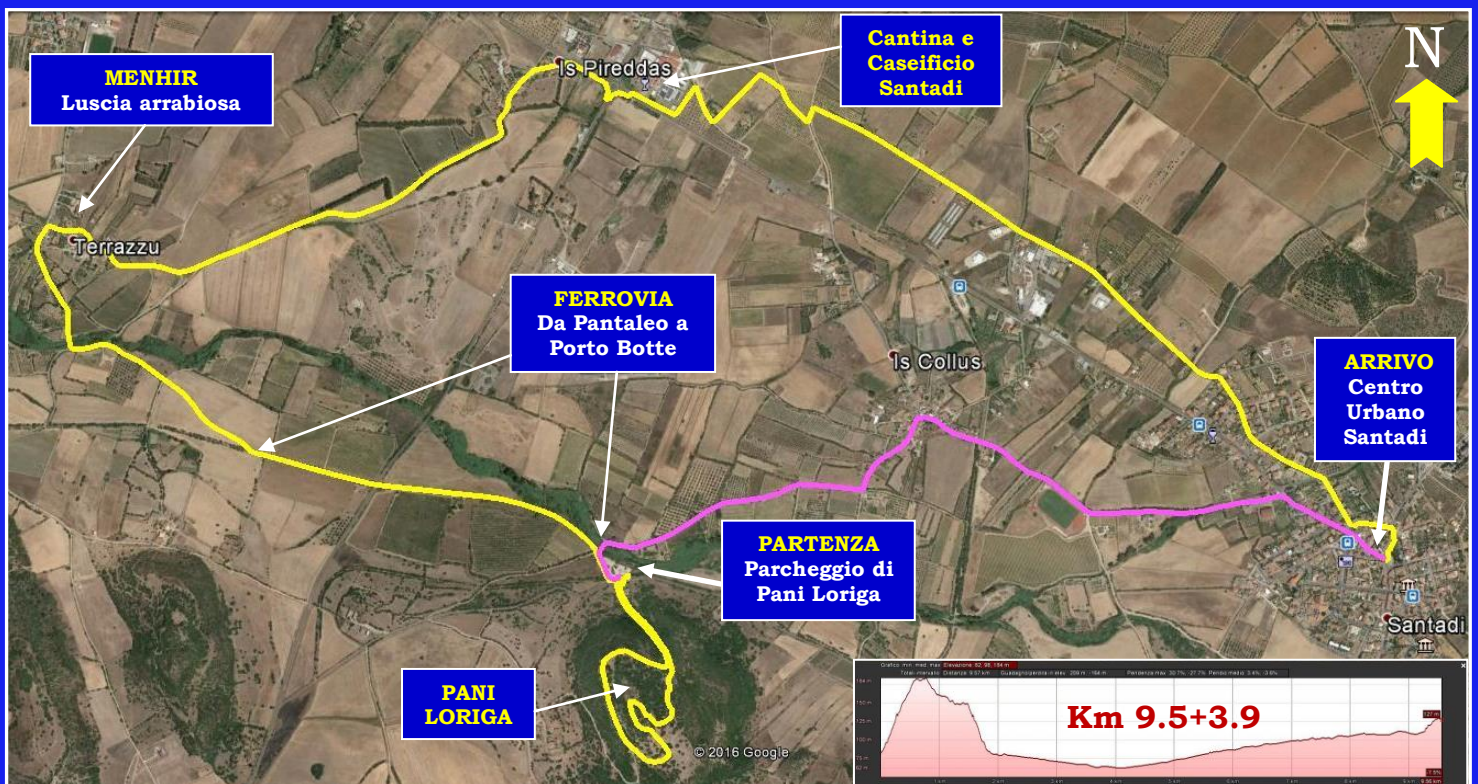 MENHIR
Luscia arrabiosa
Is Pireddas
Cantina e
Caseificio
Santadi
N
Terrazzu
FERROVIA
Da Pantaleo a
Porto Botte
Is Collus
ARRIVO
Centro
Urbano
Santadi
PARTENZA
Parcheggio di
Pani Loriga
Santadi
PANI
LORIGA
© 2016 Google
Km 9.5+3.9